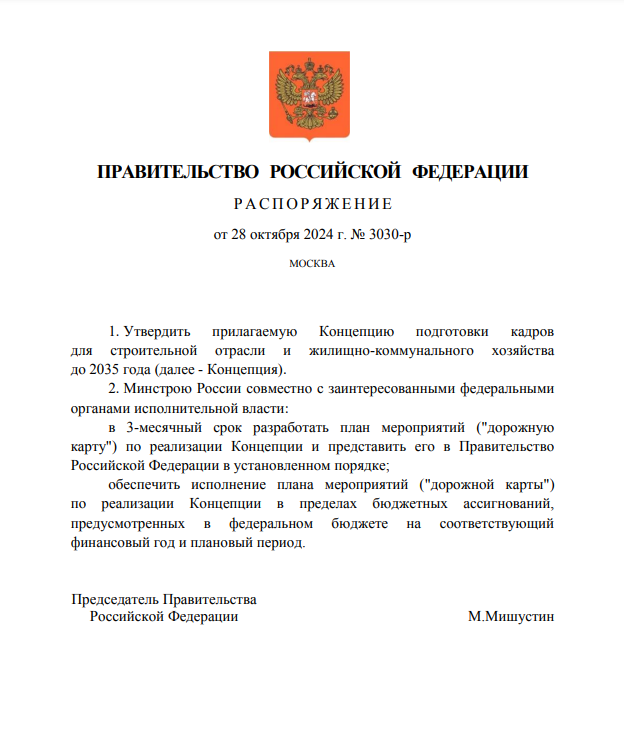 ПРАВИТЕЛЬСТВО РОССИЙСКОЙ ФЕДЕРАЦИИ
РАСПОРЯЖЕНИЕ
от 28 октября 2024 г. № 3030-р
МОСКВА
1. Утвердить прилагаемую Концепцию подготовки кадров
для строительной отрасли и жилищно-коммунального хозяйства
до 2035 года (далее - Концепция).
2. Минстрою России совместно с заинтересованными федеральными
органами исполнительной власти:
в 3-месячный срок разработать план мероприятий ("дорожную
карту") по реализации Концепции и представить его в Правительство
Российской Федерации в установленном порядке;
обеспечить исполнение плана мероприятий ("дорожной карты")
по реализации Концепции в пределах бюджетных ассигнований,
предусмотренных в федеральном бюджете на соответствующий
финансовый год и плановый период.
Председатель Правительства
Российской Федерации М.Мишустин